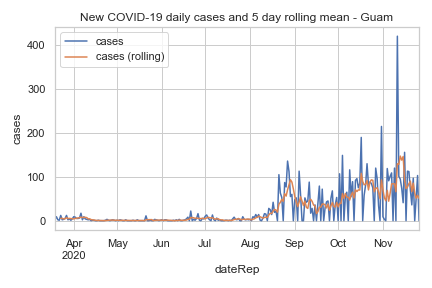 New COVID-19 daily cases and 5 day rolling mean - Guam
cases
cases (rolling)
400
300
200
100
0
cases
Apr May Jun Jul Aug Sep Oct Nov
2020
dateRep